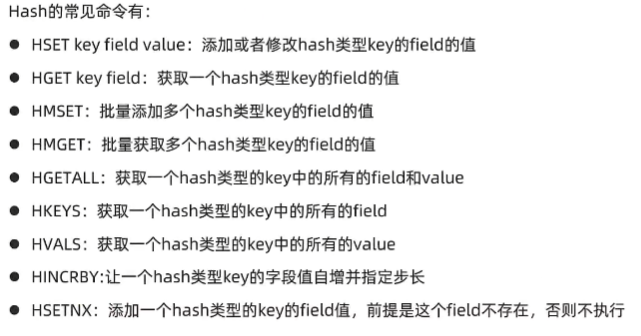 Hash的常见命令有：
● HSET key field value：添加或者修改hash类型key的field的值
● HGET key field：获取一个hash类型key的field的值
● HMSET：批量添加多个hash类型key的field的值
● HMGET：批量获取多个hash类型key的field的值
● HGETALL：获取一个hash类型的key中的所有的field和value
● HKEYS：获取一个hash类型的key中的所有的field
● HVALS：获取一个hash类型的key中的所有的value
● HINCRBY:让一个hash类型key的字段值自增并指定步长
● HSETNX：添加一个hash类型的key的field值，前提是这个field不存在，否则不执行